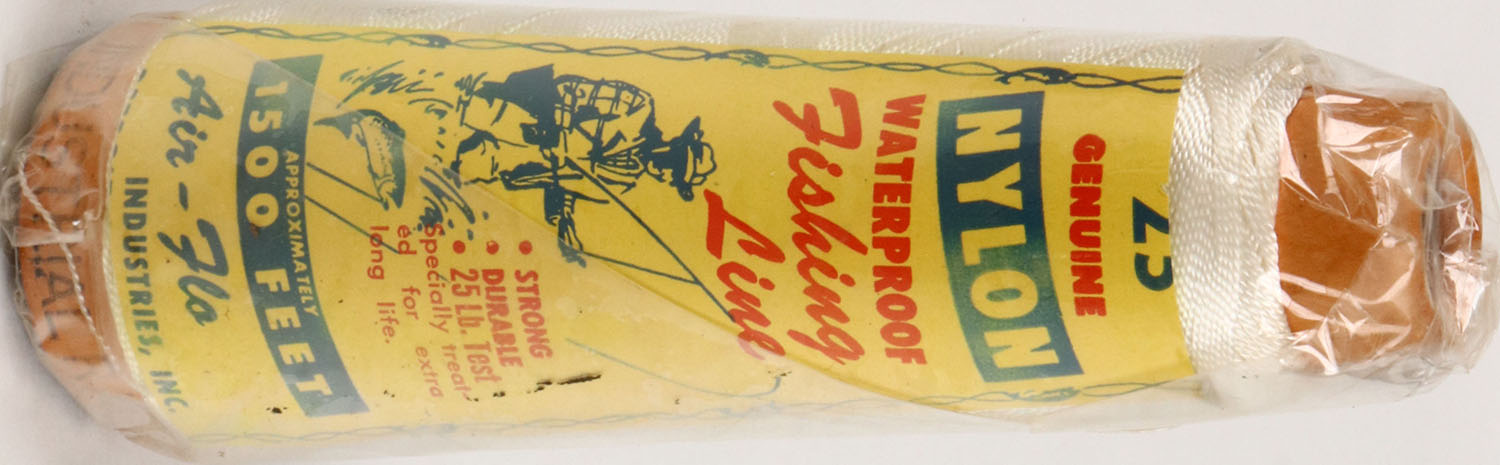 25
GENUINE
NYLON
WATERPROOF
Fishing
Line
• STRONG
• DURABLE
• 25 Lb. Test
Specially treat-
ed for extra
long life.
APPROXIMATELY
1500 FEET
Air-Flo
INDUSTRIES, INC.